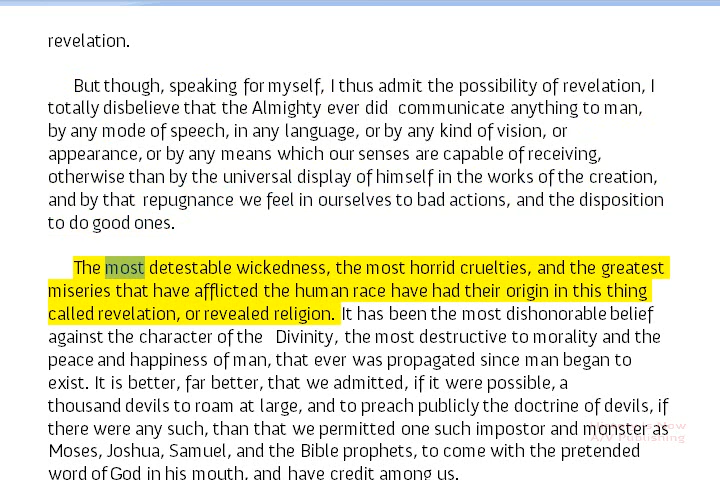 revelation.
But though, speaking for myself, I thus admit the possibility of revelation, I
totally disbelieve that the Almighty ever did communicate anything to man,
by any mode of speech, in any language, or by any kind of vision, or
appearance, or by any means which our senses are capable of receiving,
otherwise than by the universal display of himself in the works of the creation,
and by that repugnance we feel in ourselves to bad actions, and the disposition
to do good ones.
The most detestable wickedness, the most horrid cruelties, and the greatest
miseries that have afflicted the human race have had their origin in this thing
called revelation, or revealed religion. It has been the most dishonorable belief
against the character of the Divinity, the most destructive to morality and the
peace and happiness of man, that ever was propagated since man began to
exist. It is better, far better, that we admitted, if it were possible, a
thousand devils to roam at large, and to preach publicly the doctrine of devils, if
there were any such, than that we permitted one such impostor and monster as
Moses, Joshua, Samuel, and the Bible prophets, to come with the pretended
word of God in his mouth, and have credit among us.
A/V Publishing